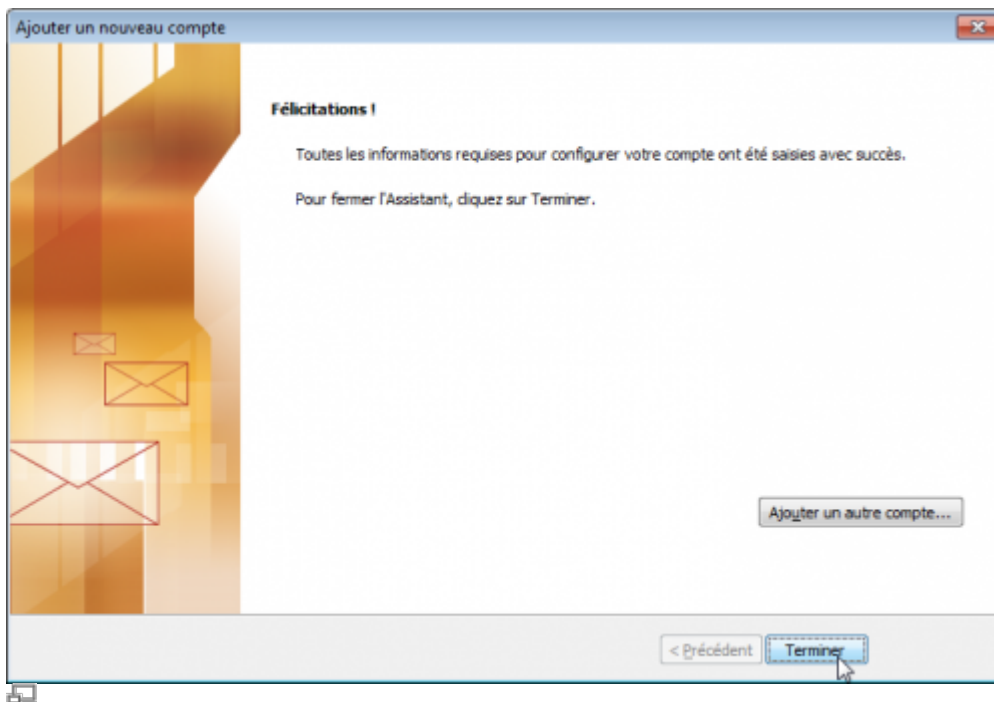 Ajouter un nouveau compte
Félicitations !
Toutes les informations requises pour configurer votre compte ont été saisies avec succès.
Pour fermer l'Assistant, cliquez sur Terminer.
Ajouter un autre compte...
< Précédent Terminer